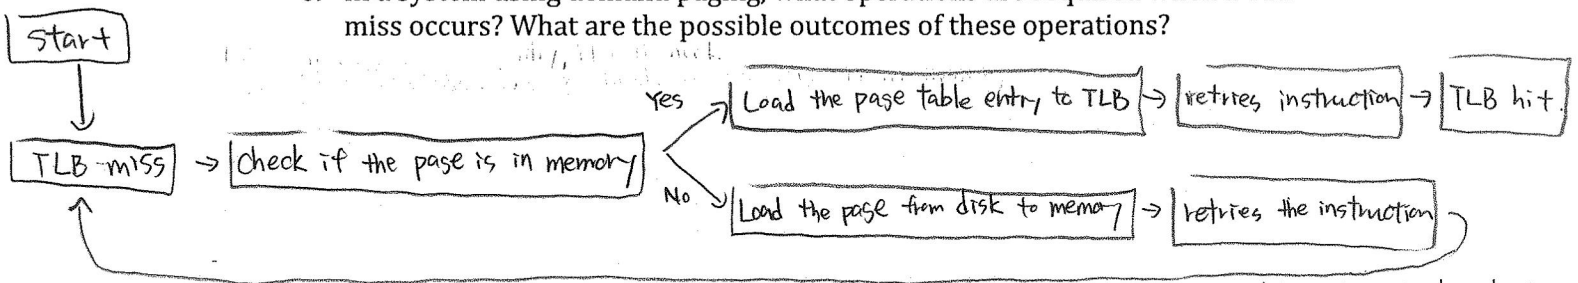 miss occurs? What are the possible outcomes of these operations?
Start
Yes
Load the page table entry to TLB
retries instruction
TLB hit.
TLB miss
Check if the page is in memory
No
Load the page from disk to memory
retries the instruction